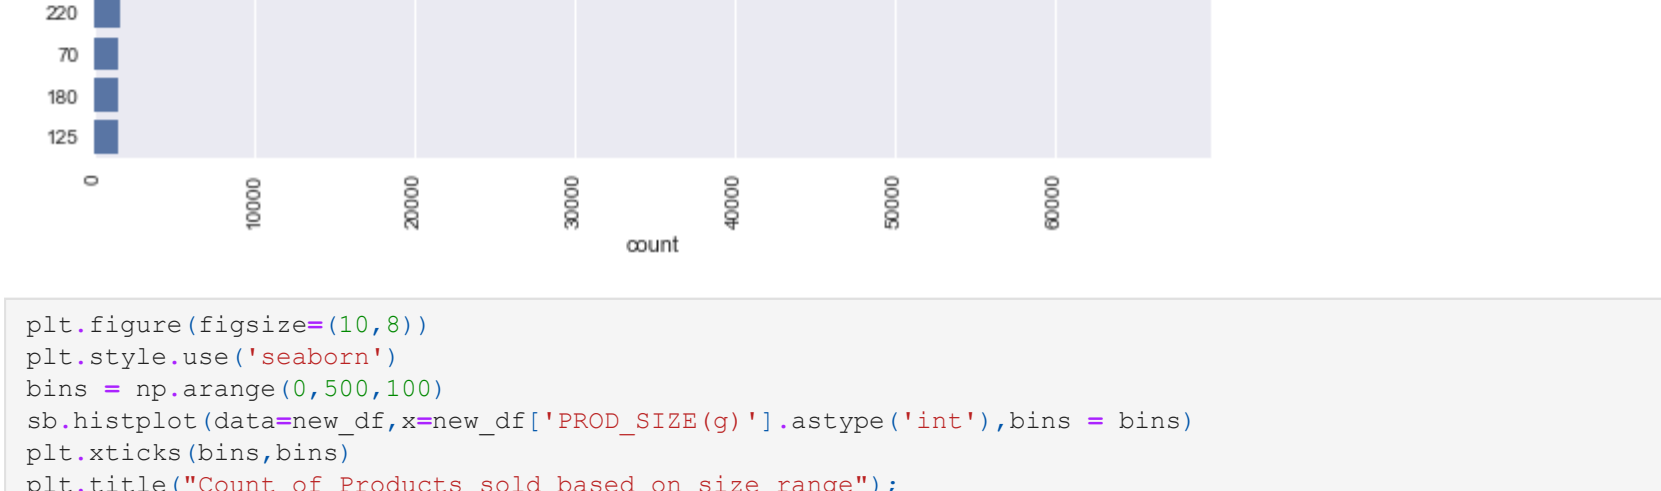 220
70
180
125
0 10000 20000 30000 40000 50000 60000
count
plt.figure(figsize=(10,8))
plt.style.use('seaborn')
bins = np.arange(0,500,100)
sb.histplot(data=new_df,x=new_df['PROD_SIZE(g)'].astype('int'),bins = bins)
plt.xticks(bins,bins)
plt.title("Count of Products sold based on size range");